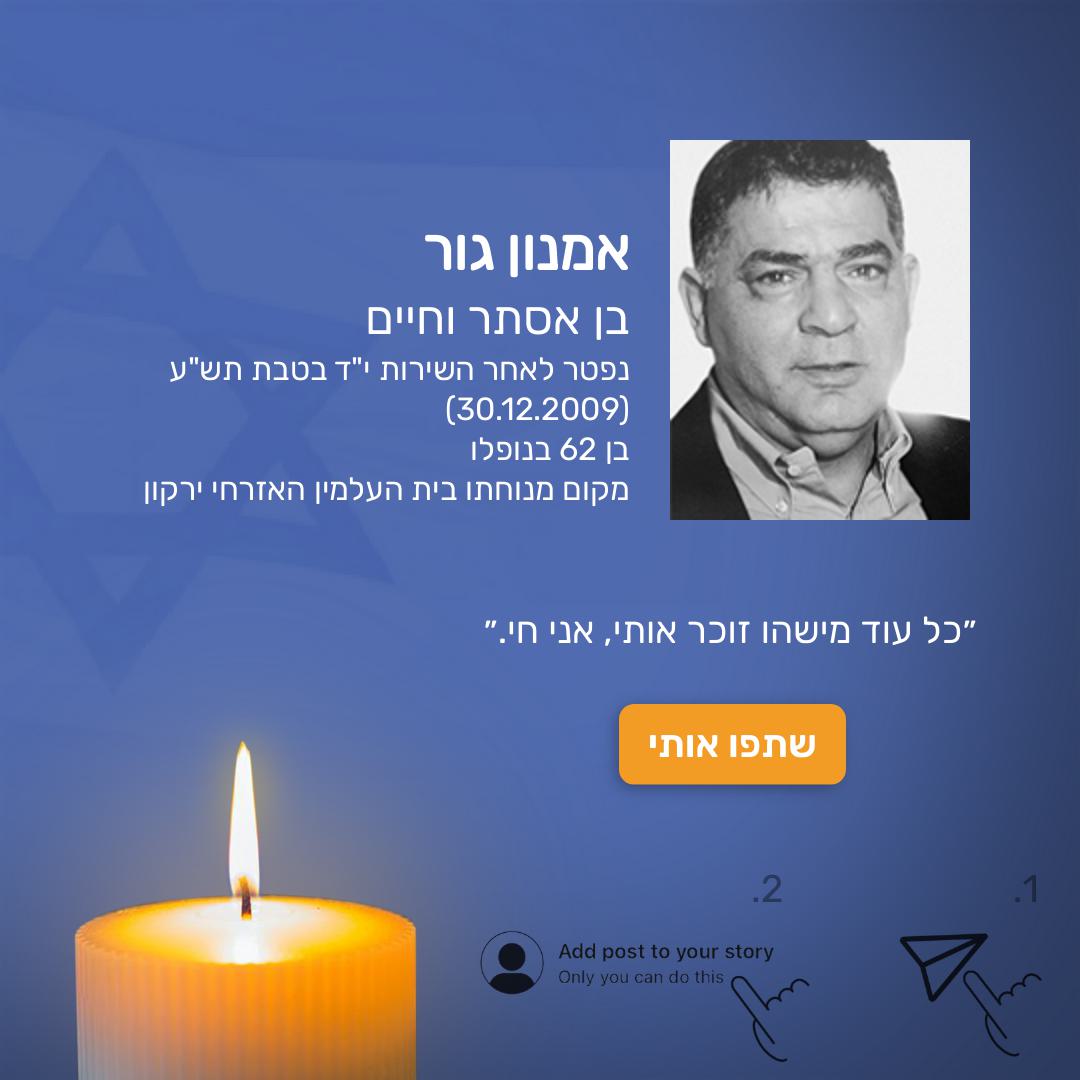 אמנון גור
בן אסתר וחיים
נפטר לאחר השירות י"ד בטבת תש"ע
(30.12.2009)
בן 62 בנופלו
מקום מנוחתו בית העלמין האזרחי ירקון
״כל עוד מישהו זוכר אותי, אני חי.״
שתפו אותי
.1
.2
Add post to your story
Only you can do this